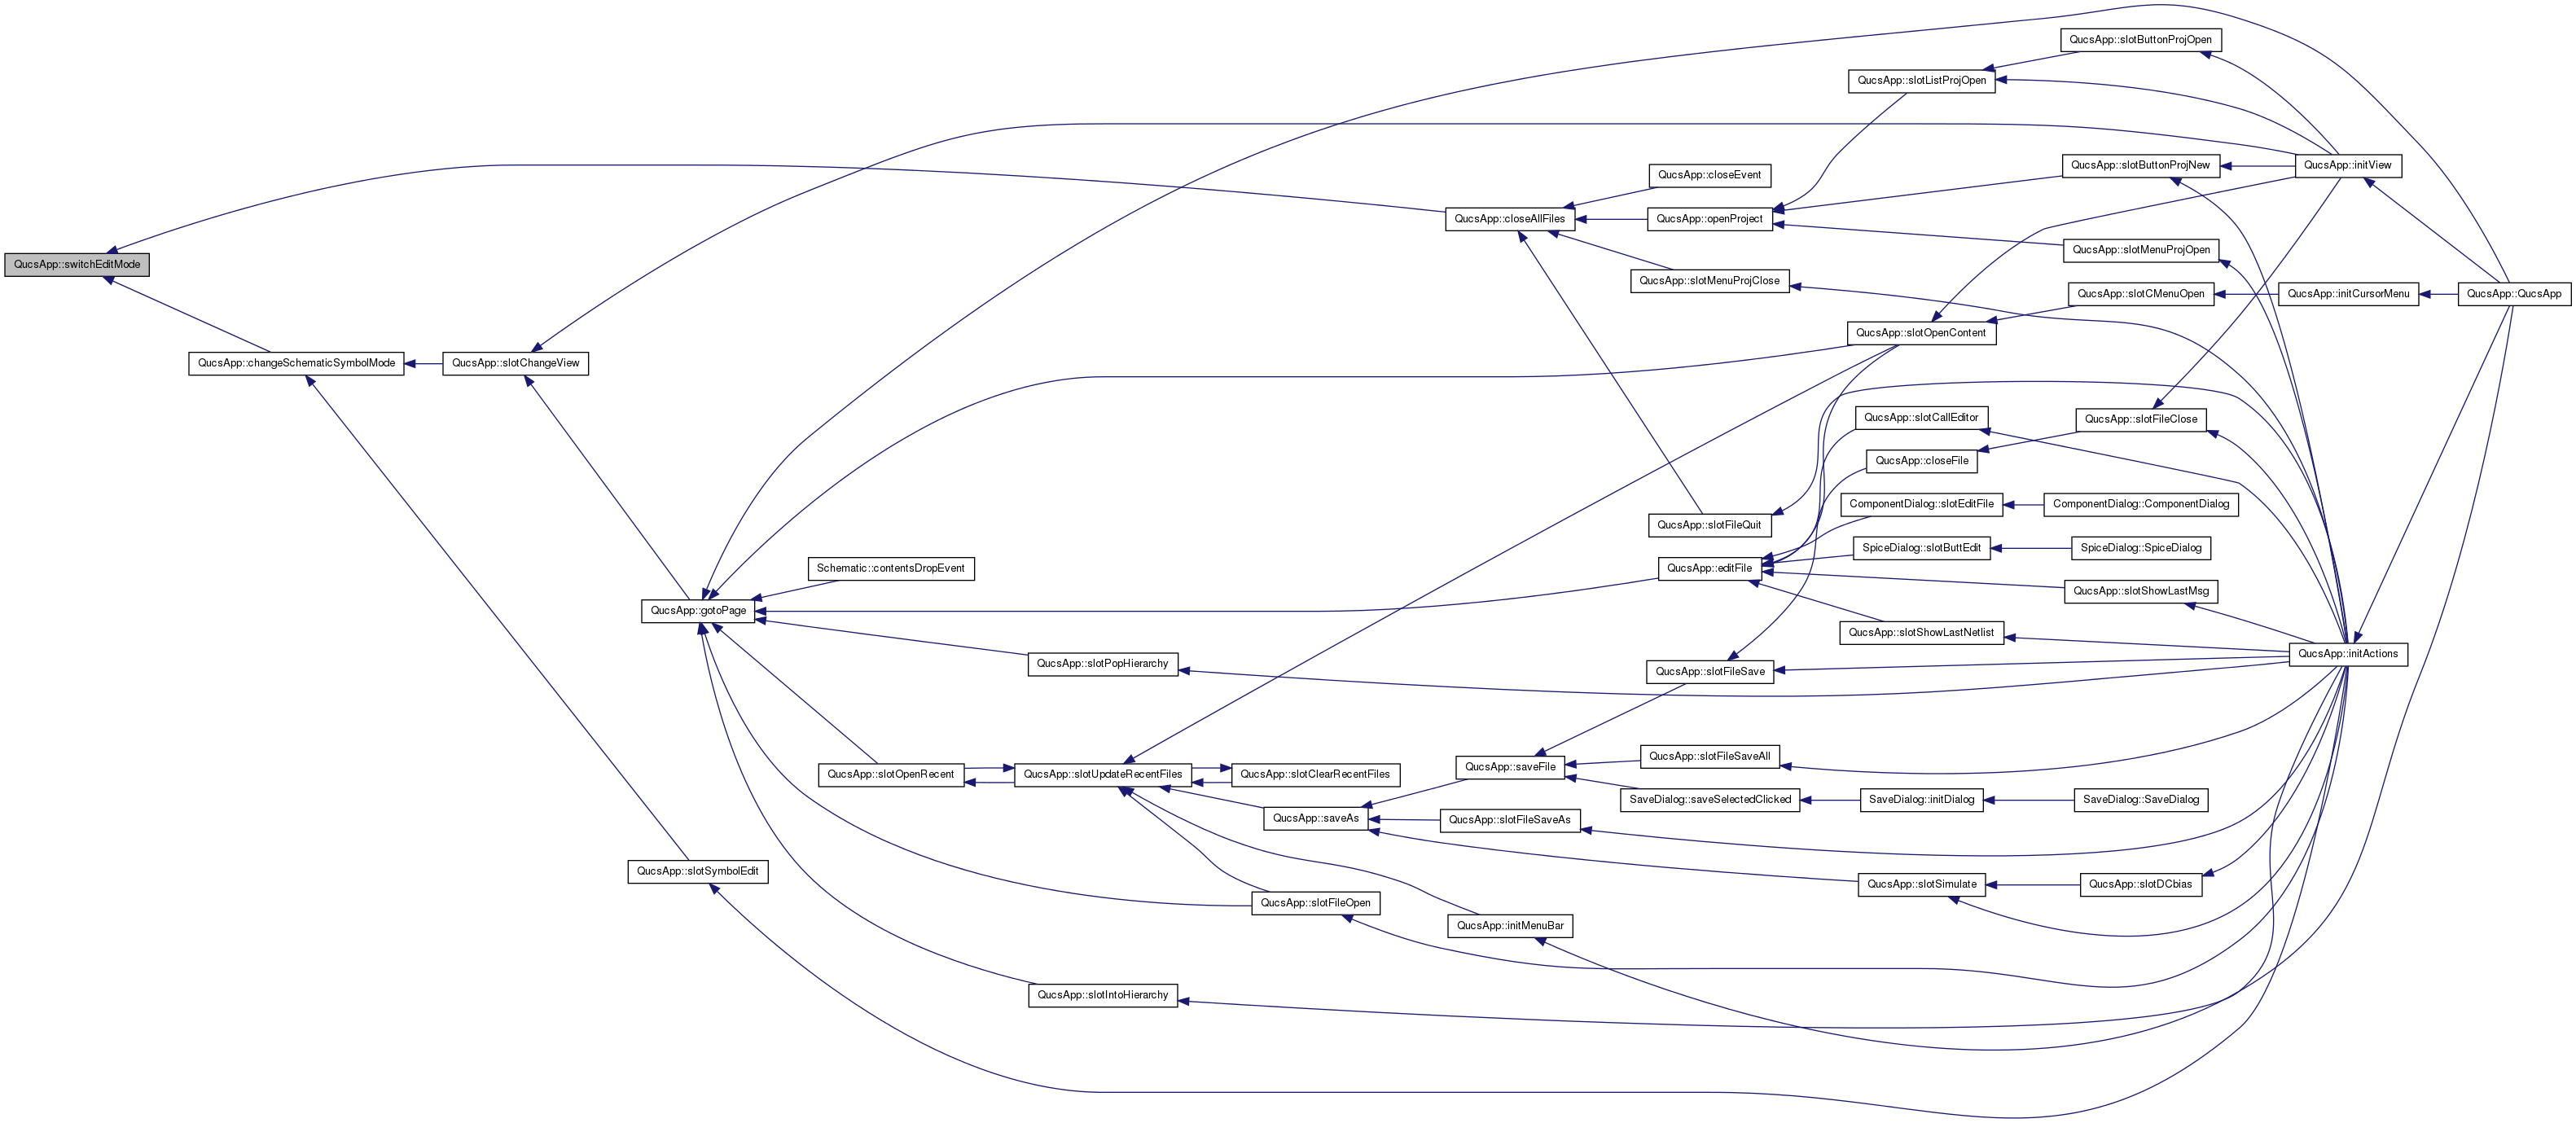 QucsApp::slotButtonProjOpen
QucsApp::slotListProjOpen
QucsApp::slotButtonProjNew
QucsApp::initView
QucsApp::closeEvent
QucsApp::closeAllFiles
QucsApp::openProject
QucsApp::slotMenuProjOpen
QucsApp::switchEditMode
QucsApp::slotMenuProjClose
QucsApp::slotCMenuOpen
QucsApp::initCursorMenu
QucsApp::QucsApp
QucsApp::slotOpenContent
QucsApp::changeSchematicSymbolMode
QucsApp::slotChangeView
QucsApp::slotCallEditor
QucsApp::slotFileClose
QucsApp::closeFile
ComponentDialog::slotEditFile
ComponentDialog::ComponentDialog
QucsApp::slotFileQuit
SpiceDialog::slotButtEdit
SpiceDialog::SpiceDialog
Schematic::contentsDropEvent
QucsApp::editFile
QucsApp::slotShowLastMsg
QucsApp::gotoPage
QucsApp::slotShowLastNetlist
QucsApp::initActions
QucsApp::slotPopHierarchy
QucsApp::slotFileSave
QucsApp::slotFileSaveAll
QucsApp::saveFile
QucsApp::slotOpenRecent
QucsApp::slotUpdateRecentFiles
QucsApp::slotClearRecentFiles
SaveDialog::saveSelectedClicked
SaveDialog::initDialog
SaveDialog::SaveDialog
QucsApp::saveAs
QucsApp::slotFileSaveAs
QucsApp::slotSymbolEdit
QucsApp::slotSimulate
QucsApp::slotDCbias
QucsApp::slotFileOpen
QucsApp::initMenuBar
QucsApp::slotIntoHierarchy